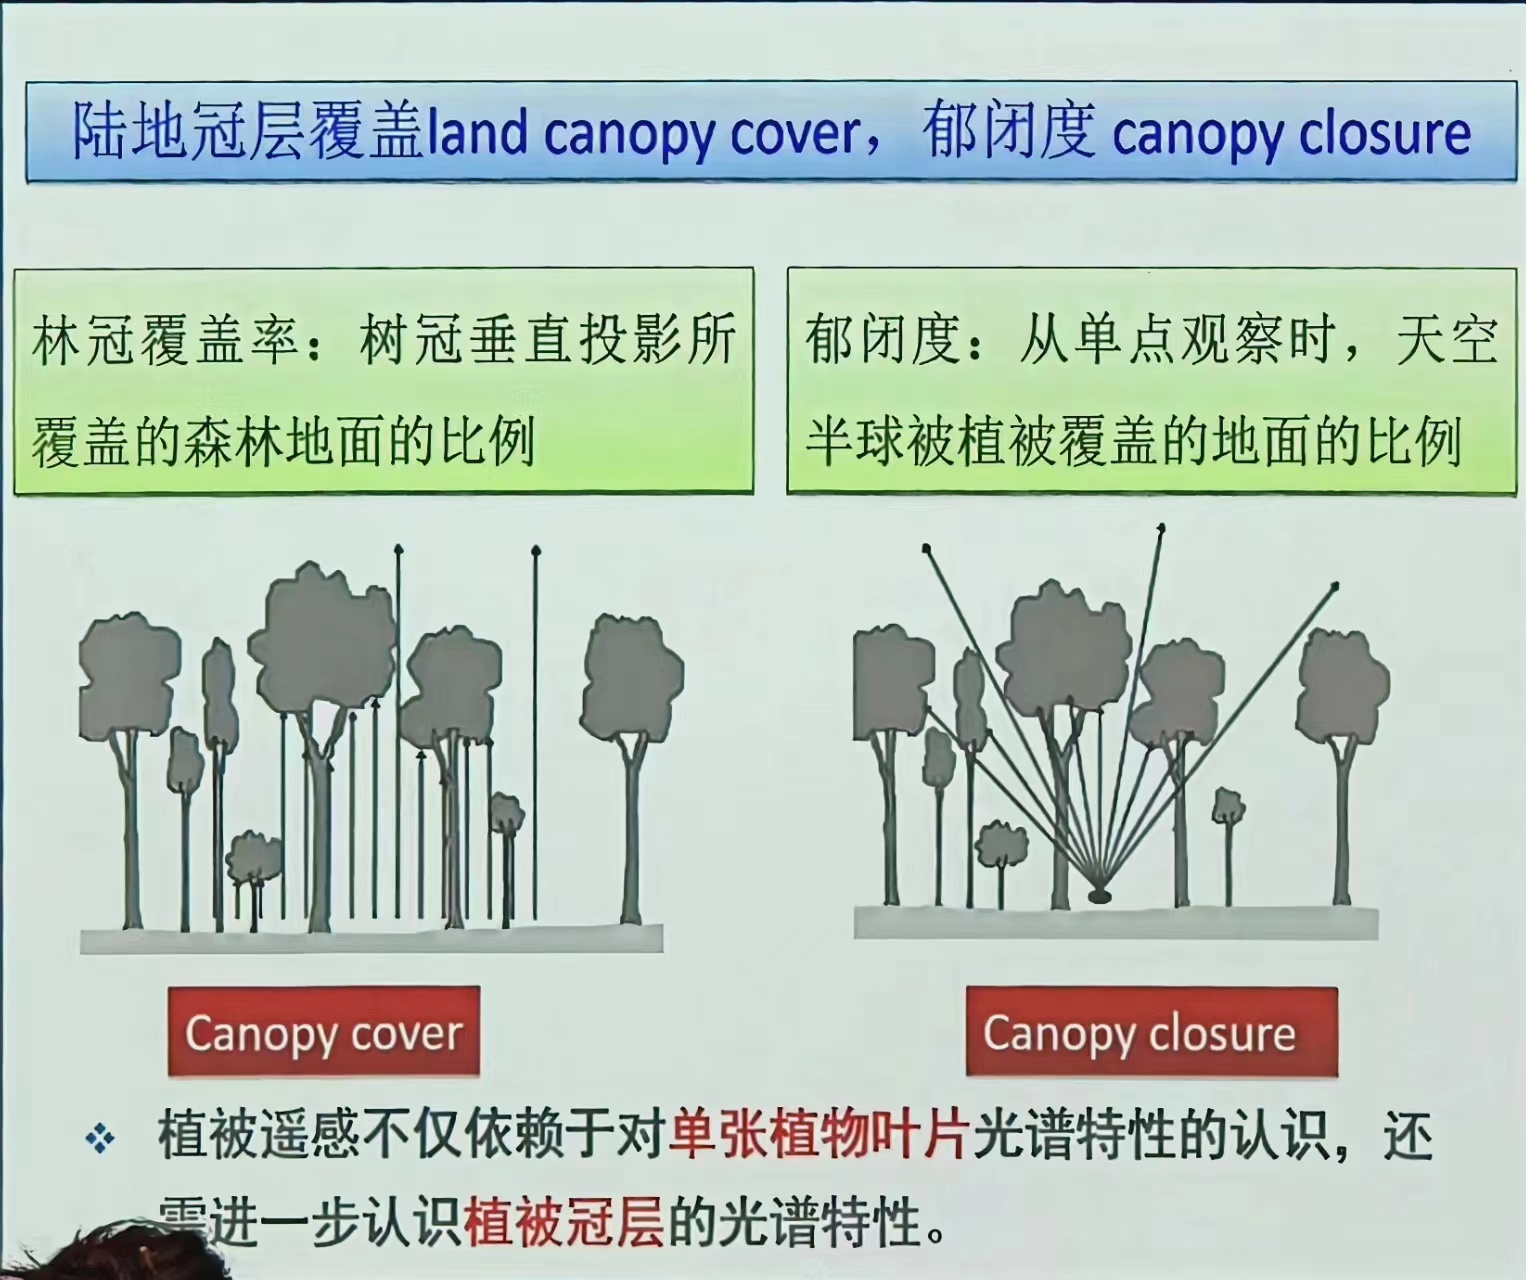 陆地冠层覆盖land canopy cover，郁闭度 canopy closure
林冠覆盖率：树冠垂直投影所
覆盖的森林地面的比例
郁闭度：从单点观察时，天空
半球被植被覆盖的地面的比例
Canopy cover
Canopy closure
植被遥感不仅依赖于对单张植物叶片光谱特性的认识，还
需进一步认识植被冠层的光谱特性。